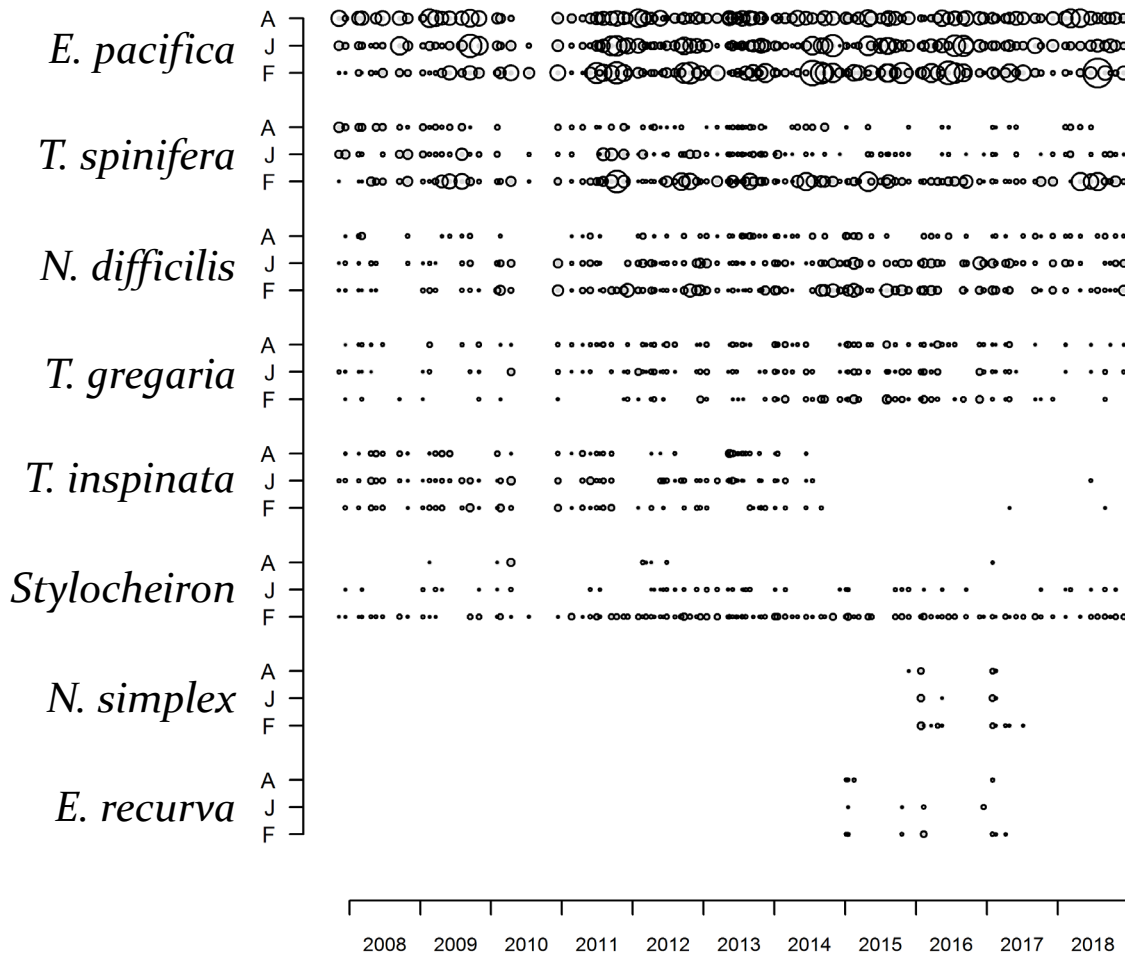 E. pacifica
A
J
F
T. spinifera
A
J
F
N. difficilis
A
J
F
T. gregaria
A
J
F
T. inspinata
A
J
F
Stylocheiron
A
J
F
N. simplex
A
J
F
E. recurva
A
J
F
2008 2009 2010 2011 2012 2013 2014 2015 2016 2017 2018